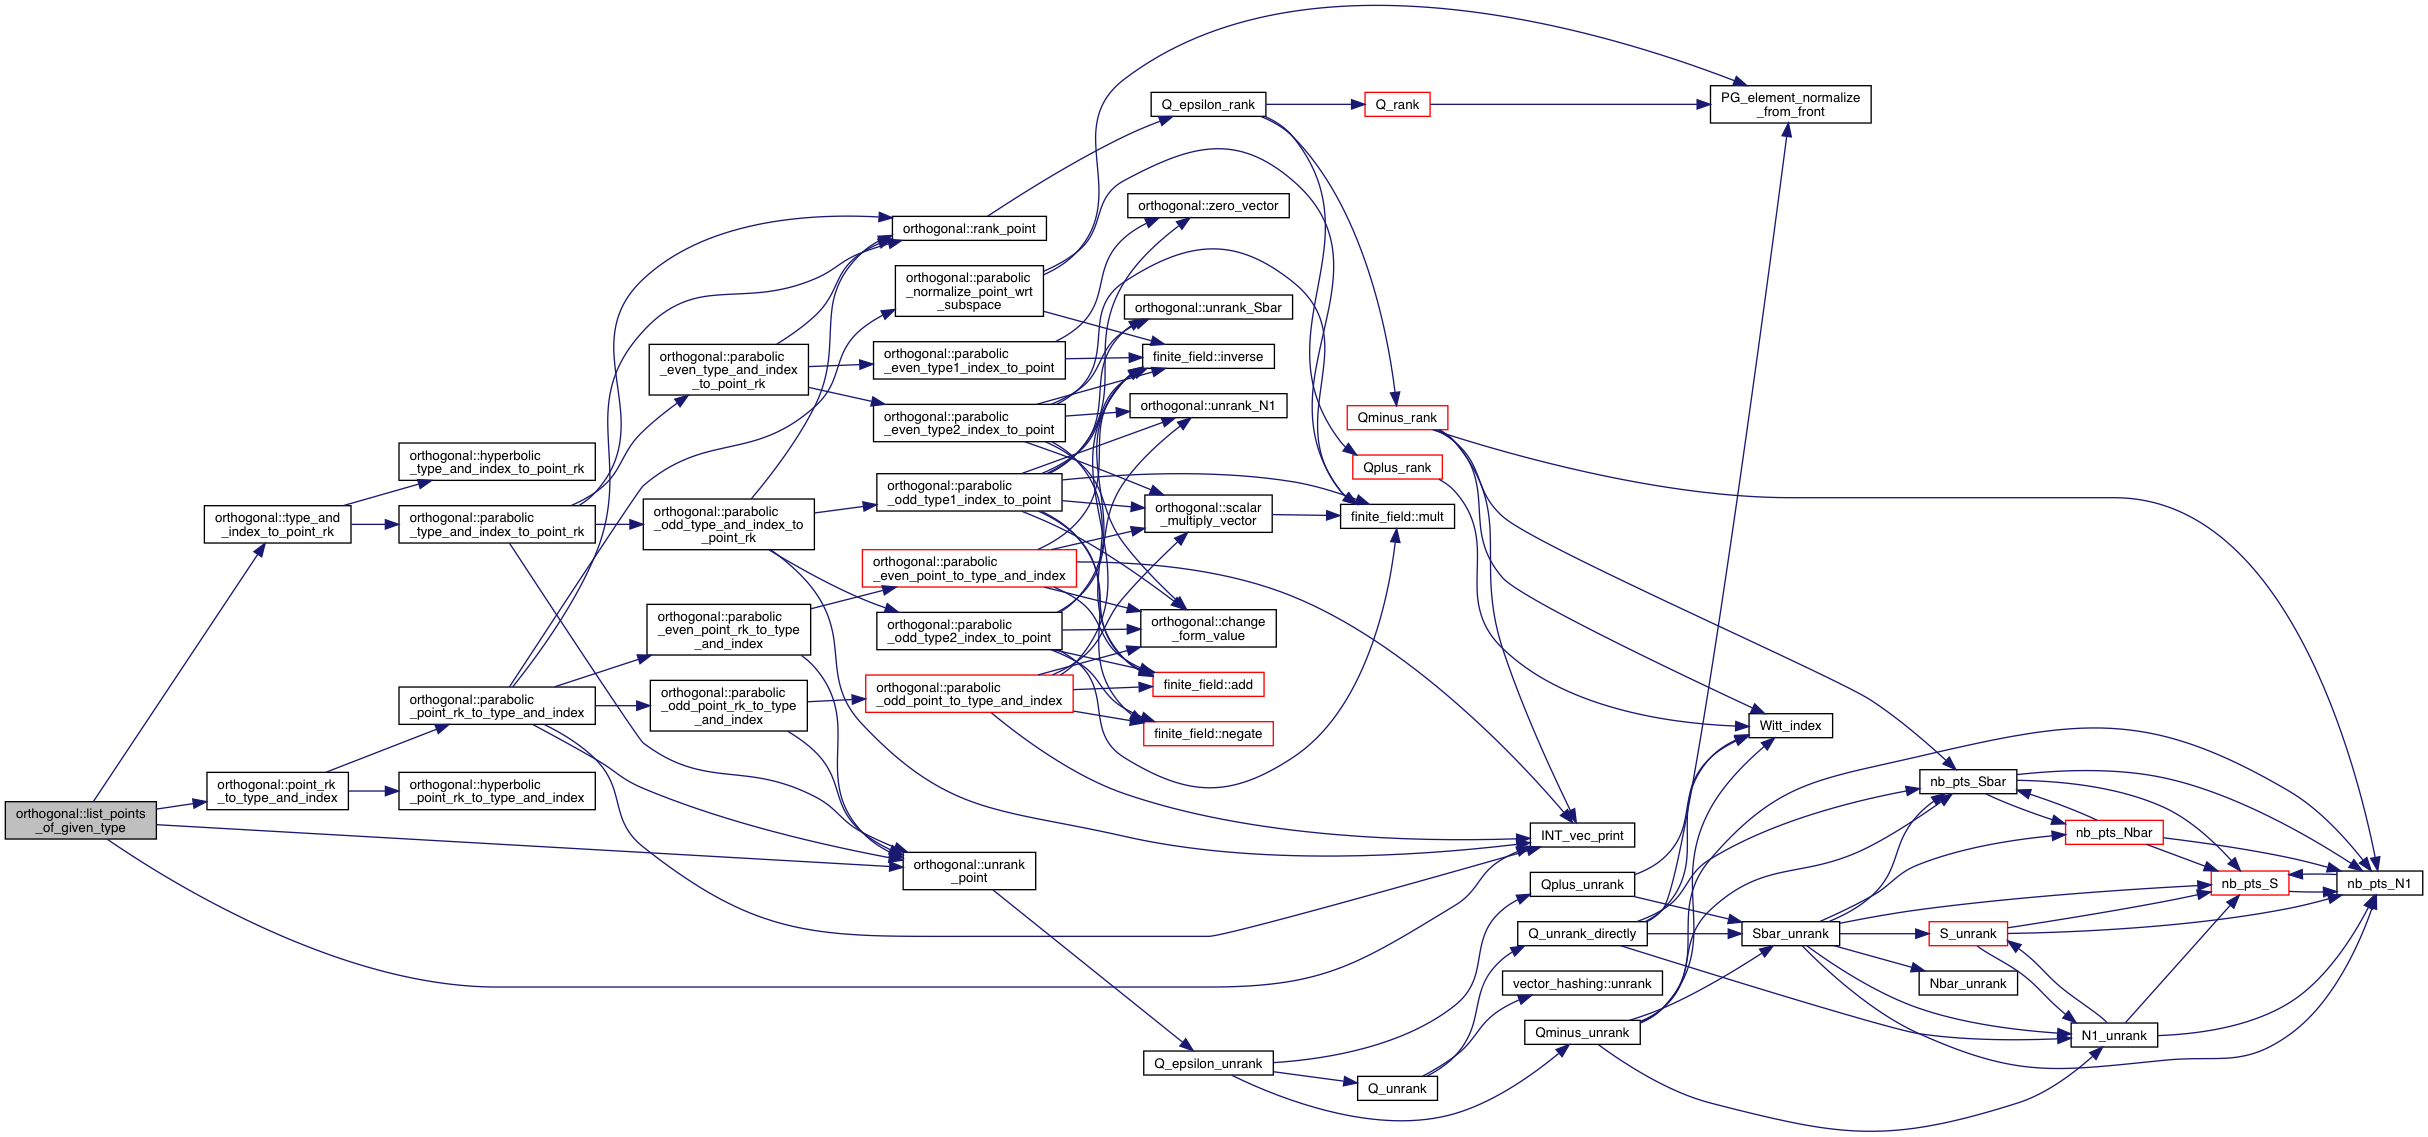 orthogonal::list_points
_of_given_type
orthogonal::type_and
_index_to_point_rk
orthogonal::point_rk
_to_type_and_index
orthogonal::hyperbolic
_type_and_index_to_point_rk
orthogonal::parabolic
_type_and_index_to_point_rk
orthogonal::parabolic
_point_rk_to_type_and_index
orthogonal::hyperbolic
_point_rk_to_type_and_index
orthogonal::parabolic
_even_type_and_index
_to_point_rk
orthogonal::parabolic
_odd_type_and_index_to
_point_rk
orthogonal::parabolic
_even_point_rk_to_type
_and_index
orthogonal::parabolic
_odd_point_rk_to_type
_and_index
orthogonal::rank_point
orthogonal::parabolic
_normalize_point_wrt
_subspace
orthogonal::parabolic
_even_type1_index_to_point
orthogonal::parabolic
_even_type2_index_to_point
orthogonal::parabolic
_odd_type1_index_to_point
orthogonal::parabolic
_even_point_to_type_and_index
orthogonal::parabolic
_odd_type2_index_to_point
orthogonal::parabolic
_odd_point_to_type_and_index
orthogonal::unrank
_point
Q_epsilon_rank
orthogonal::zero_vector
orthogonal::unrank_Sbar
finite_field::inverse
orthogonal::unrank_N1
orthogonal::scalar
_multiply_vector
orthogonal::change
_form_value
finite_field::add
finite_field::negate
Q_epsilon_unrank
Q_rank
Qminus_rank
Qplus_rank
finite_field::mult
Q_unrank
INT_vec_print
Qplus_unrank
Q_unrank_directly
vector_hashing::unrank
Qminus_unrank
PG_element_normalize
_from_front
Witt_index
Sbar_unrank
nb_pts_Sbar
S_unrank
Nbar_unrank
nb_pts_Nbar
N1_unrank
nb_pts_S
nb_pts_N1